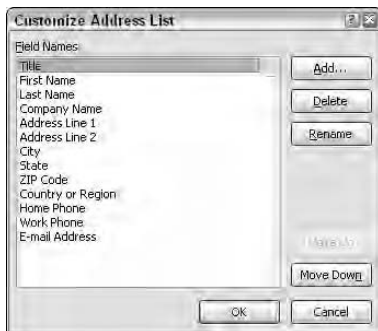 Customize Address List
Field Names
Title
First Name
Last Name
Company Name
Address Line 1
Address Line 2
City
State
ZIP Code
Country or Region
Home Phone
Work Phone
E-mail Address
Add...
Delete
Rename
Move Down
OK
Cancel